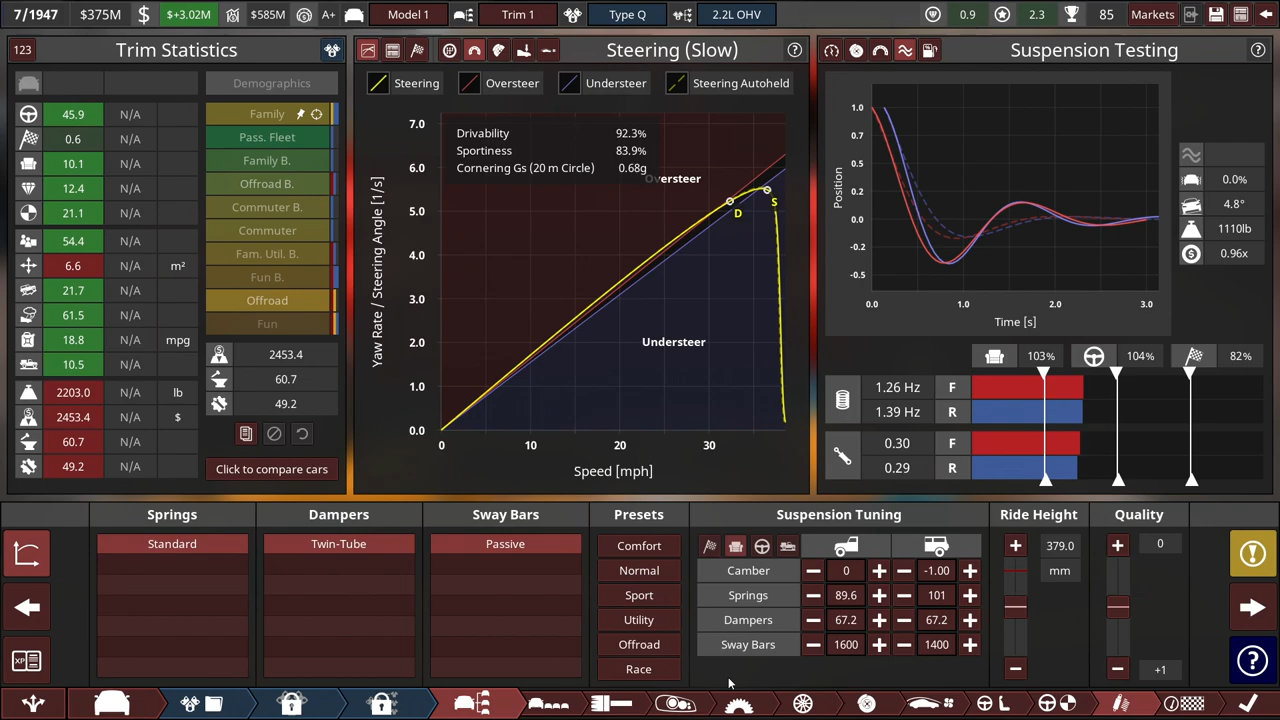 7/1947 $375M $ $+3.02M $585M A+ Model 1 Trim 1 Type Q 2.2L OHV 0.9 2.3 85 Markets
123 Trim Statistics
Demographics
45.9 N/A
0.6 N/A
10.1 N/A
12.4 N/A
21.1 N/A
54.4 N/A
6.6 N/A m²
21.7 N/A
61.5 N/A
18.8 N/A mpg
10.5 N/A
2203.0 N/A lb
2453.4 N/A $
60.7 N/A
49.2 N/A
Family
Pass. Fleet
Family B.
Offroad B.
Commuter B.
Commuter
Fam. Util. B.
Fun B.
Offroad
Fun
2453.4
60.7
49.2
Click to compare cars
Steering (Slow) ?
Steering Oversteer Understeer Steering Autoheld
Drivability 92.3%
Sportiness 83.9%
Cornering Gs (20 m Circle) 0.68g
Oversteer
D
S
Understeer
Yaw Rate / Steering Angle [1/s]
7.0
6.0
5.0
4.0
3.0
2.0
1.0
0.0
0 10 20 30
Speed [mph]
Suspension Testing ?
Position
1.0
0.7
0.5
0.2
0.0
-0.2
-0.5
0.0 1.0 2.0 3.0
Time [s]
0.0%
4.8°
1110lb
0.96x
103% 104% 82%
1.26 Hz F
1.39 Hz R
0.30 F
0.29 R
Springs
Standard
Dampers
Twin-Tube
Sway Bars
Passive
Presets
Comfort
Normal
Sport
Utility
Offroad
Race
Suspension Tuning
Camber − 0 + − -1.00 +
Springs − 89.6 + − 101 +
Dampers − 67.2 + − 67.2 +
Sway Bars − 1600 + − 1400 +
Ride Height
+ 379.0
mm
−
Quality
+ 0
− +1
XP
?